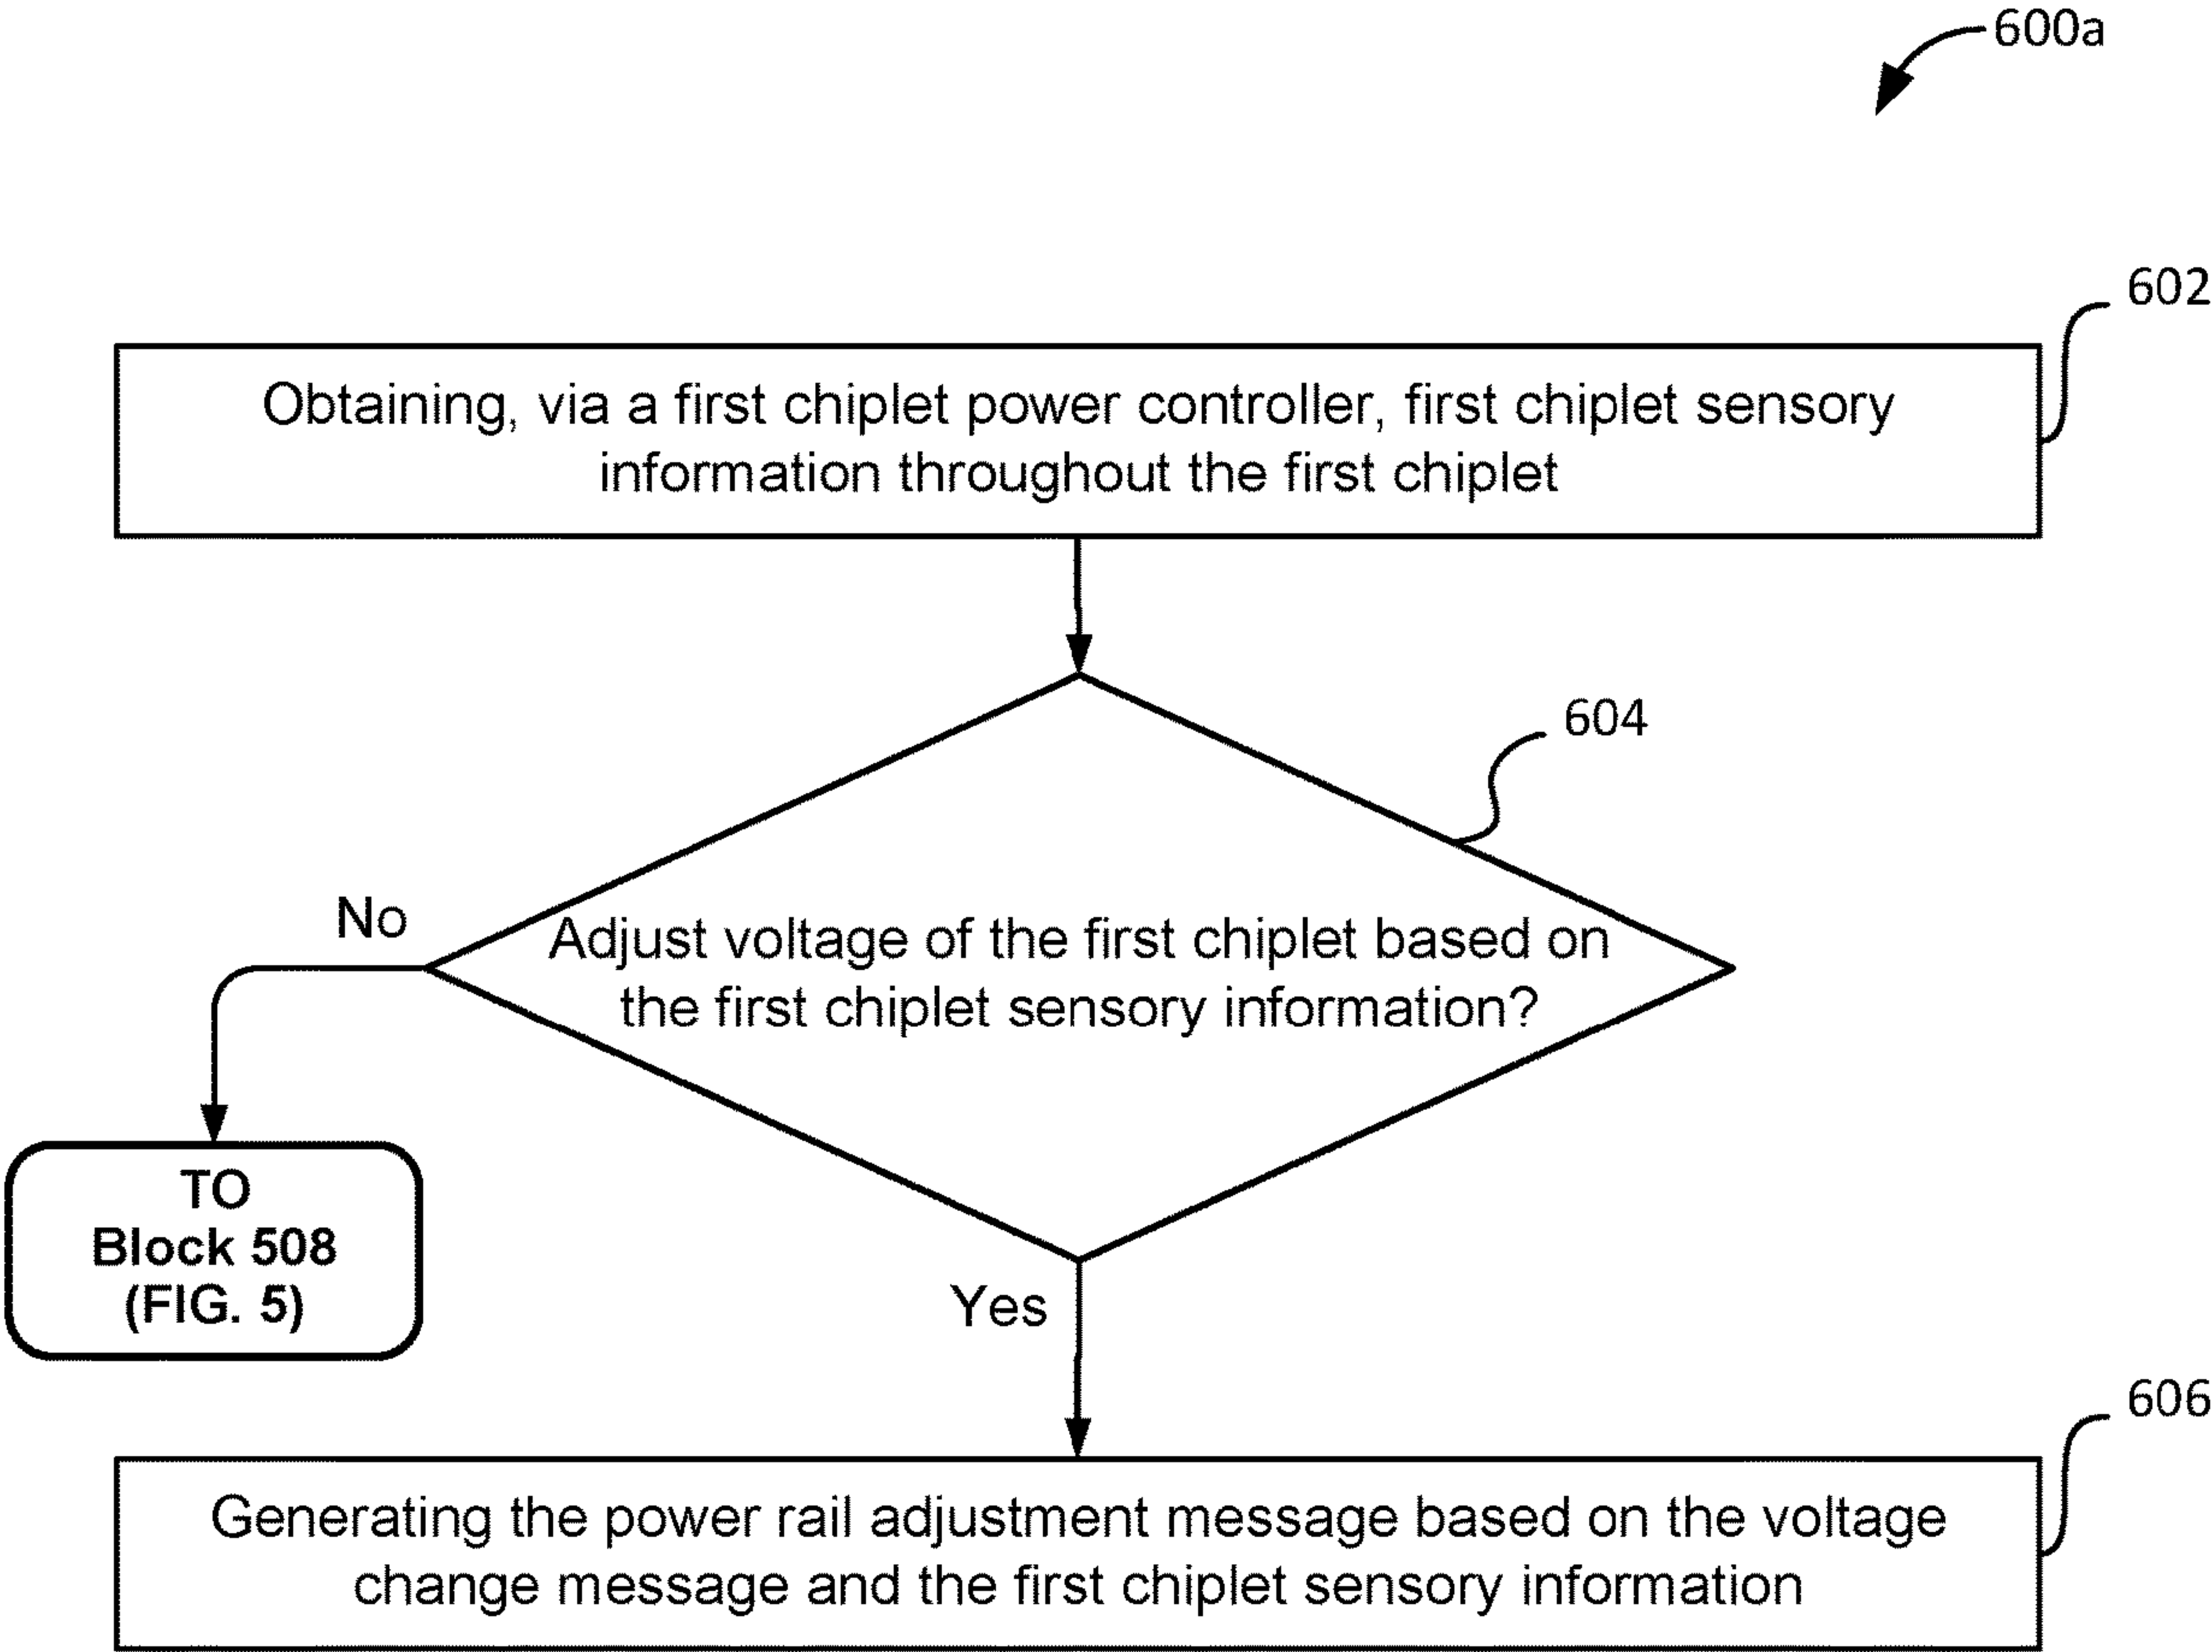 600a
602
Obtaining, via a first chiplet power controller, first chiplet sensory
information throughout the first chiplet
604
No
Adjust voltage of the first chiplet based on
the first chiplet sensory information?
TO
Block 508
(FIG. 5)
Yes
606
Generating the power rail adjustment message based on the voltage
change message and the first chiplet sensory information